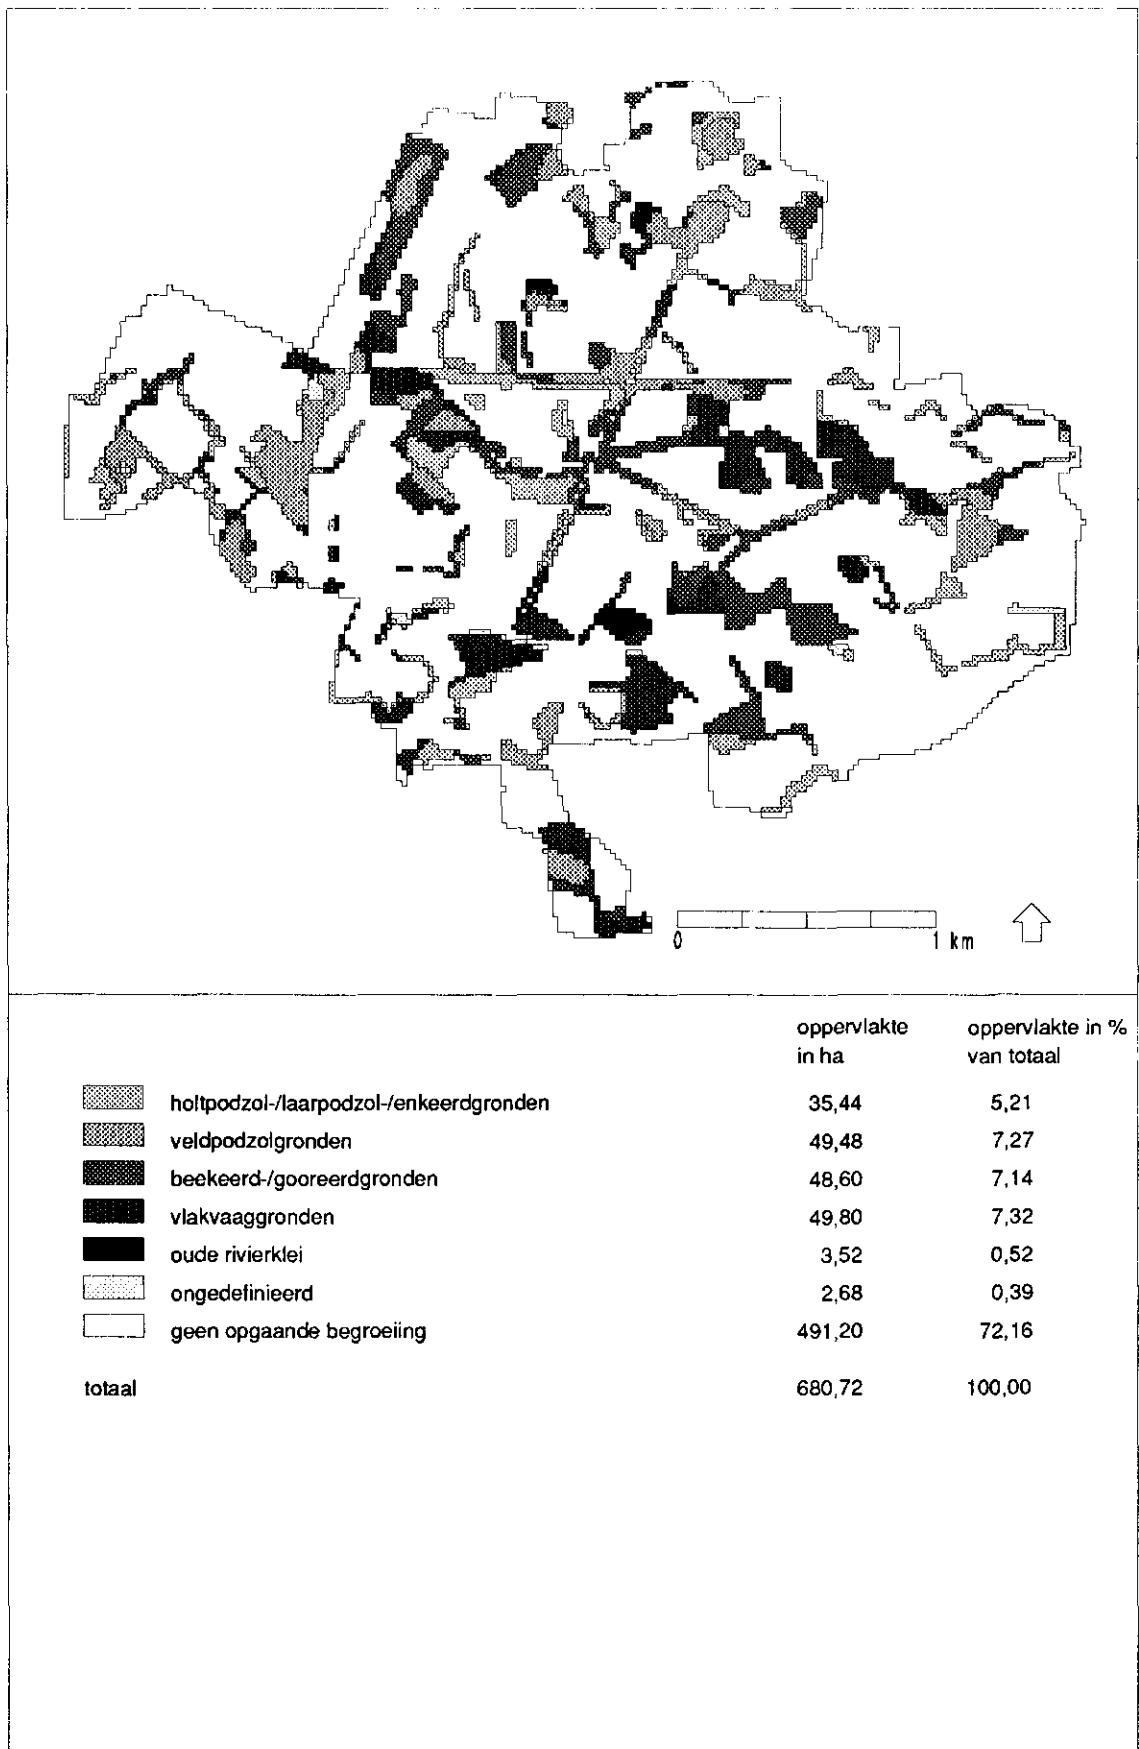 0 1 km
oppervlakte oppervlakte in %
in ha van totaal
holtpodzol-/laarpodzol-/enkeerdgronden 35,44 5,21
veldpodzolgronden 49,48 7,27
beekeerd-/gooreerdgronden 48,60 7,14
vlakvaaggronden 49,80 7,32
oude rivierklei 3,52 0,52
ongedefinieerd 2,68 0,39
geen opgaande begroeiing 491,20 72,16
totaal 680,72 100,00